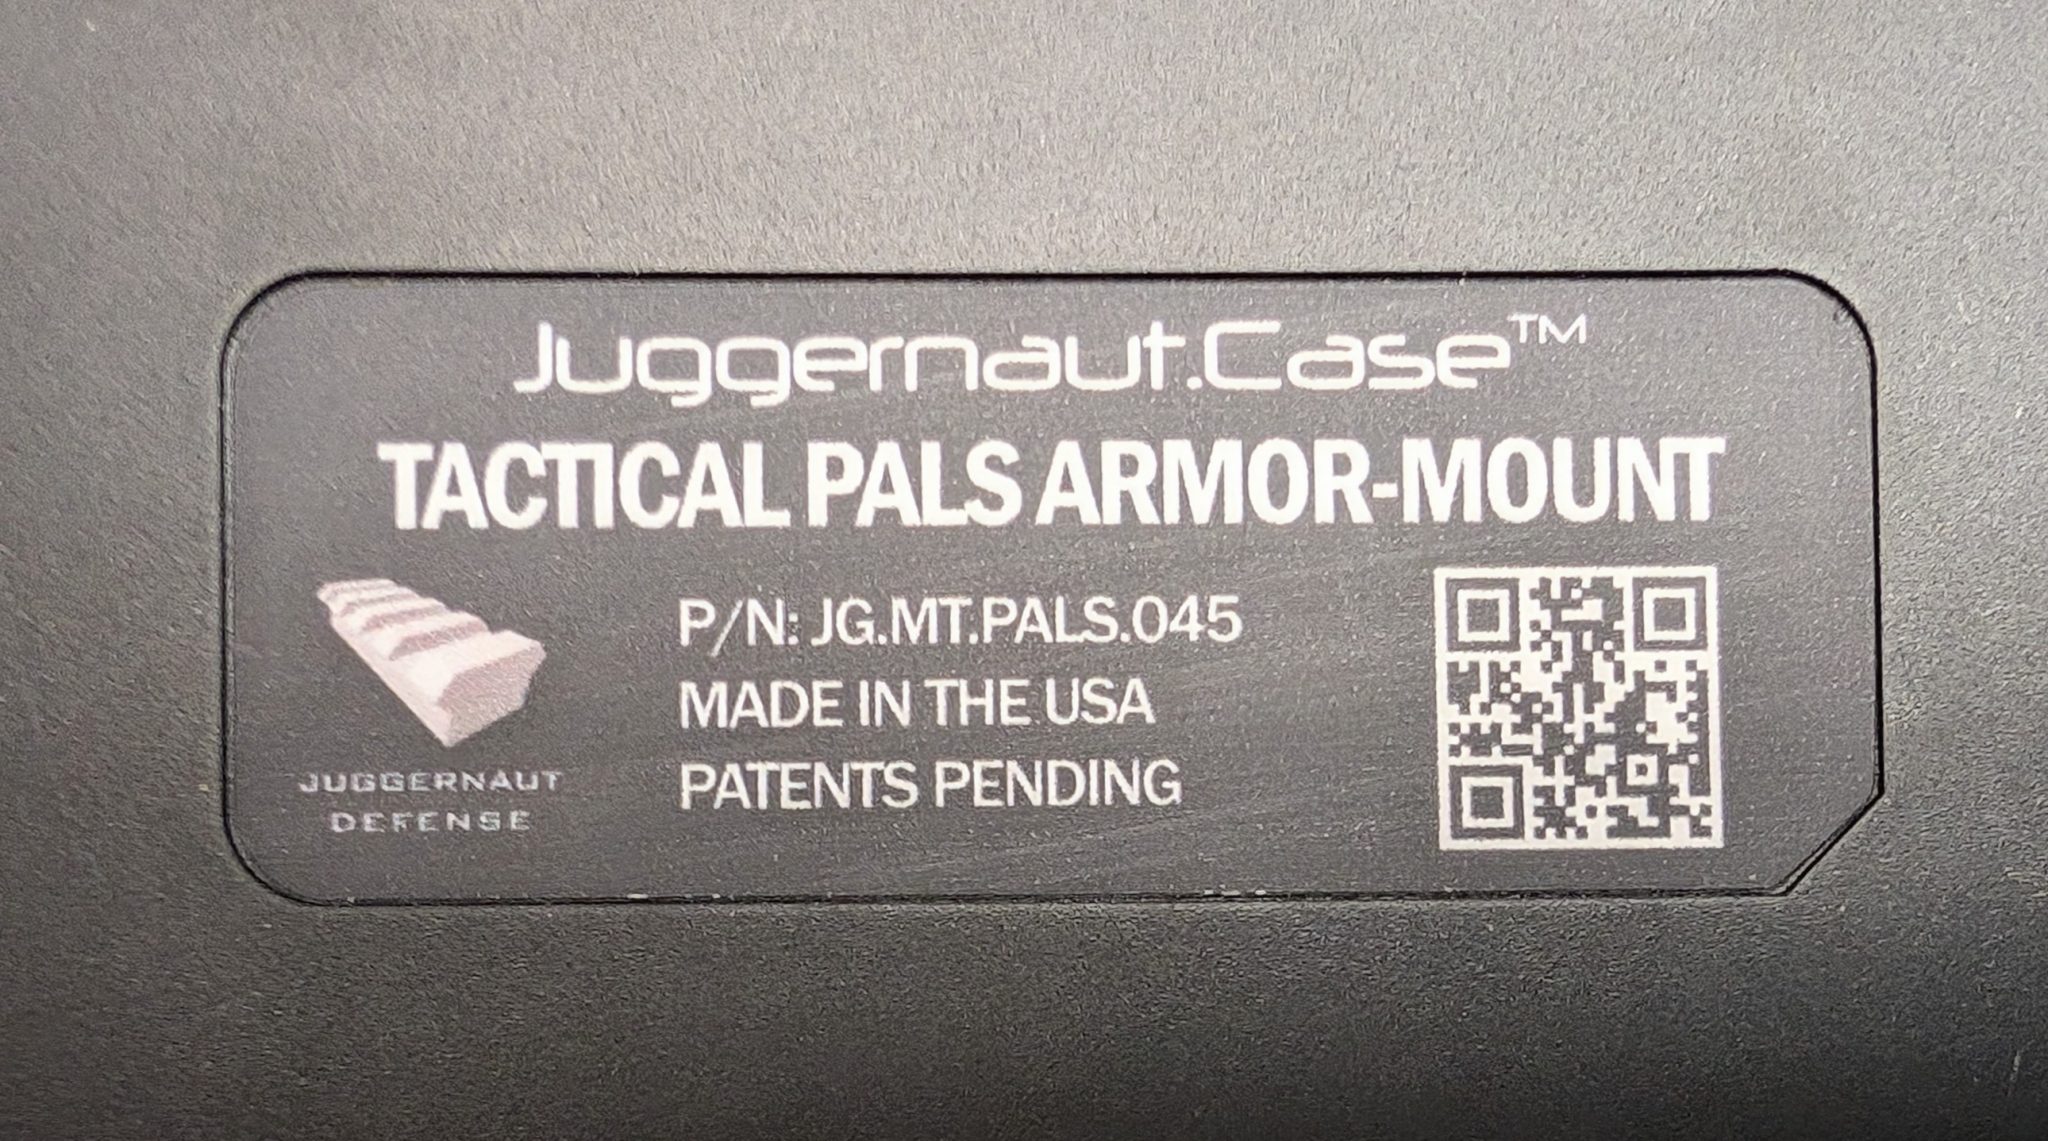 Juggernaut.Case™
TACTICAL PALS ARMOR-MOUNT
P/N: JG.MT.PALS.045
MADE IN THE USA
PATENTS PENDING
JUGGERNAUT
DEFENSE